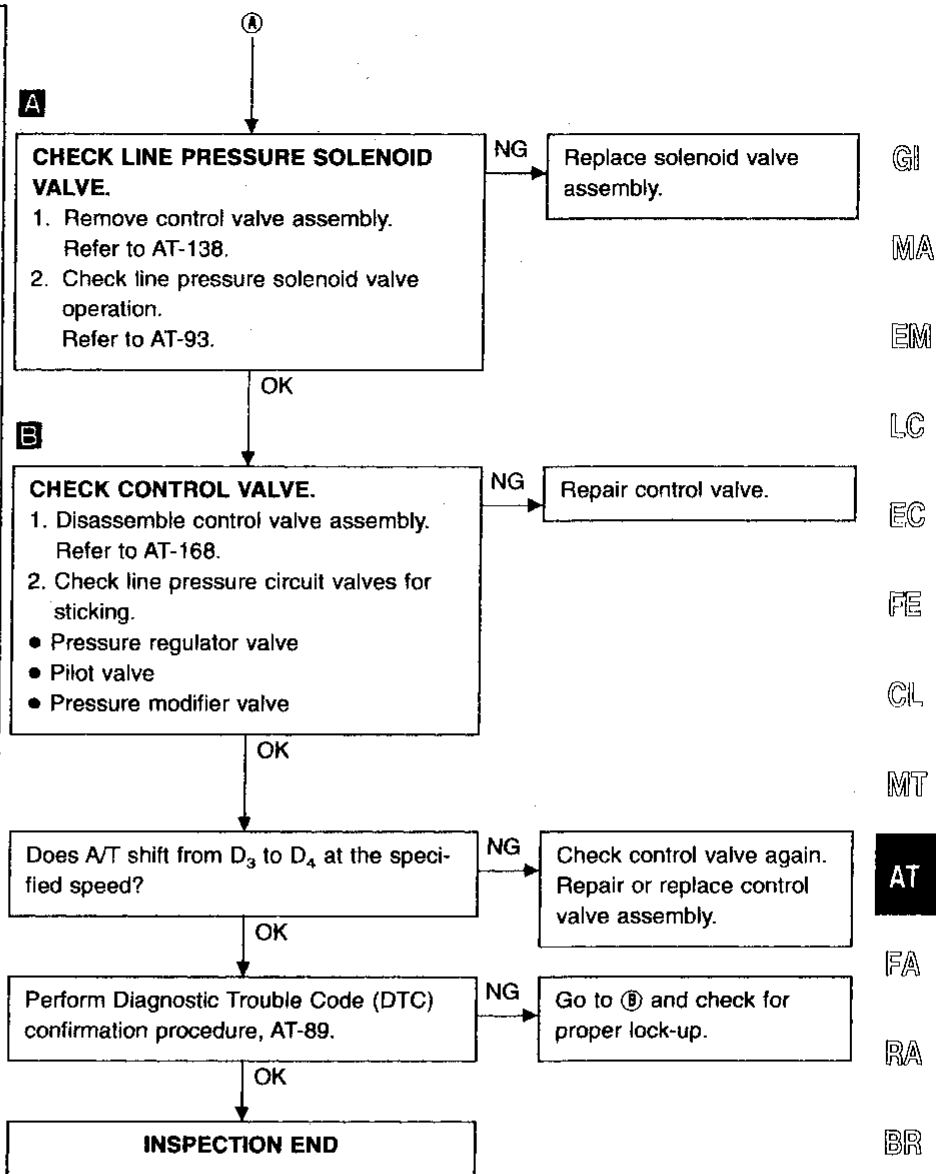 Ⓐ
A
CHECK LINE PRESSURE SOLENOID
VALVE.
1. Remove control valve assembly.
Refer to AT-138.
2. Check line pressure solenoid valve
operation.
Refer to AT-93.
NG
Replace solenoid valve
assembly.
OK
B
CHECK CONTROL VALVE.
1. Disassemble control valve assembly.
Refer to AT-168.
2. Check line pressure circuit valves for
sticking.
● Pressure regulator valve
● Pilot valve
● Pressure modifier valve
NG
Repair control valve.
OK
Does A/T shift from D₃ to D₄ at the speci-
fied speed?
NG
Check control valve again.
Repair or replace control
valve assembly.
OK
Perform Diagnostic Trouble Code (DTC)
confirmation procedure, AT-89.
NG
Go to Ⓑ and check for
proper lock-up.
OK
INSPECTION END
GI
MA
EM
LC
EC
FE
CL
MT
AT
FA
RA
BR